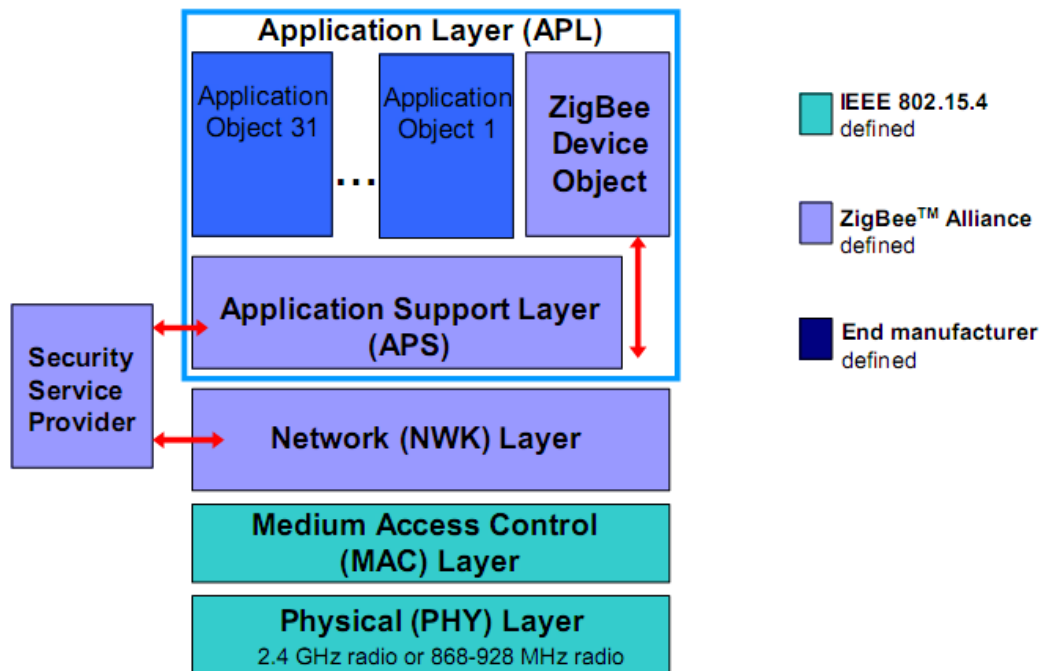 Application Layer (APL)
Application
Object 31
...
Application
Object 1
ZigBee
Device
Object
Application Support Layer
(APS)
Security
Service
Provider
Network (NWK) Layer
Medium Access Control
(MAC) Layer
Physical (PHY) Layer
2.4 GHz radio or 868-928 MHz radio
IEEE 802.15.4
defined
ZigBee™ Alliance
defined
End manufacturer
defined